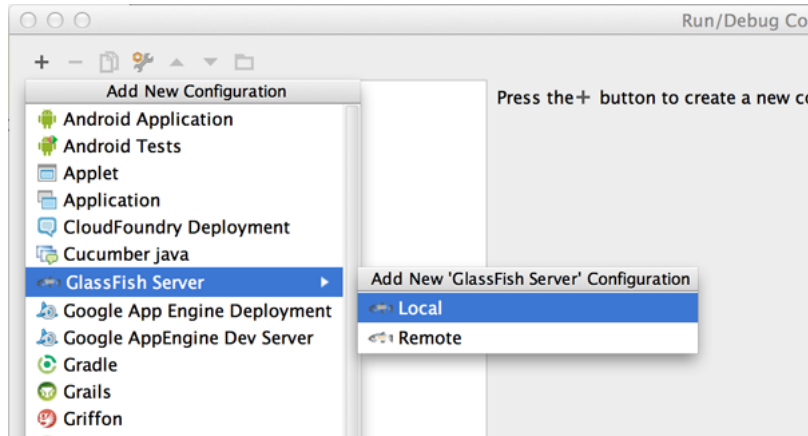 Run/Debug Co
Add New Configuration
Press the + button to create a new c
Android Application
Android Tests
Applet
Application
CloudFoundry Deployment
Cucumber java
GlassFish Server
Add New 'GlassFish Server' Configuration
Local
Google App Engine Deployment
Google AppEngine Dev Server
Remote
Gradle
Grails
Griffon